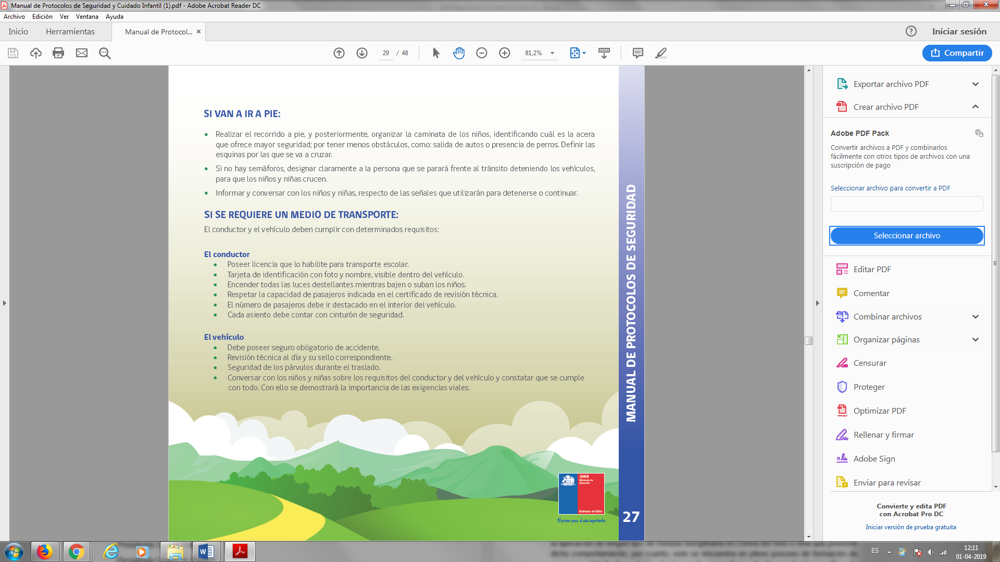 Manual de Protocolos de Seguridad y Cuidado Infantil (1).pdf - Adobe Acrobat Reader DC
Archivo Edición Ver Ventana Ayuda
Inicio Herramientas Manual de Protocol... × Iniciar sesión
29 / 48 81,2% Compartir
SI VAN A IR A PIE:
• Realizar el recorrido a pie, y posteriormente, organizar la caminata de los niños, identificando cuál es la acera
que ofrece mayor seguridad; por tener menos obstáculos, como: salida de autos o presencia de perros. Definir las
esquinas por las que se va a cruzar.
• Si no hay semáforos, designar claramente a la persona que se parará frente al tránsito deteniendo los vehículos,
para que los niños y niñas crucen.
• Informar y conversar con los niños y niñas, respecto de las señales que utilizarán para detenerse o continuar.
SI SE REQUIERE UN MEDIO DE TRANSPORTE:
El conductor y el vehículo deben cumplir con determinados requisitos:
El conductor
• Poseer licencia que lo habilite para transporte escolar.
• Tarjeta de identificación con foto y nombre, visible dentro del vehículo.
• Encender todas las luces destellantes mientras bajen o suban los niños.
• Respetar la capacidad de pasajeros indicada en el certificado de revisión técnica.
• El número de pasajeros debe ir destacado en el interior del vehículo.
• Cada asiento debe contar con cinturón de seguridad.
El vehículo
• Debe poseer seguro obligatorio de accidente.
• Revisión técnica al día y su sello correspondiente.
• Seguridad de los párvulos durante el traslado.
• Conversar con los niños y niñas sobre los requisitos del conductor y del vehículo y constatar que se cumple
con todo. Con ello se demostrará la importancia de las exigencias viales.
JUNJI
Ministerio de
Educación
Gobierno de Chile
El primer paso, el más importante.
MANUAL DE PROTOCOLOS DE SEGURIDAD
27
Exportar archivo PDF
Crear archivo PDF
Adobe PDF Pack
Convertir archivos a PDF y combinarlos
fácilmente con otros tipos de archivos con una
suscripción de pago
Seleccionar archivo para convertir a PDF
Seleccionar archivo
Editar PDF
Comentar
Combinar archivos
Organizar páginas
Censurar
Proteger
Optimizar PDF
Rellenar y firmar
Adobe Sign
Enviar para revisar
Convierte y edita PDF
con Acrobat Pro DC
Iniciar versión de prueba gratuita
ES
12:11
01-04-2019